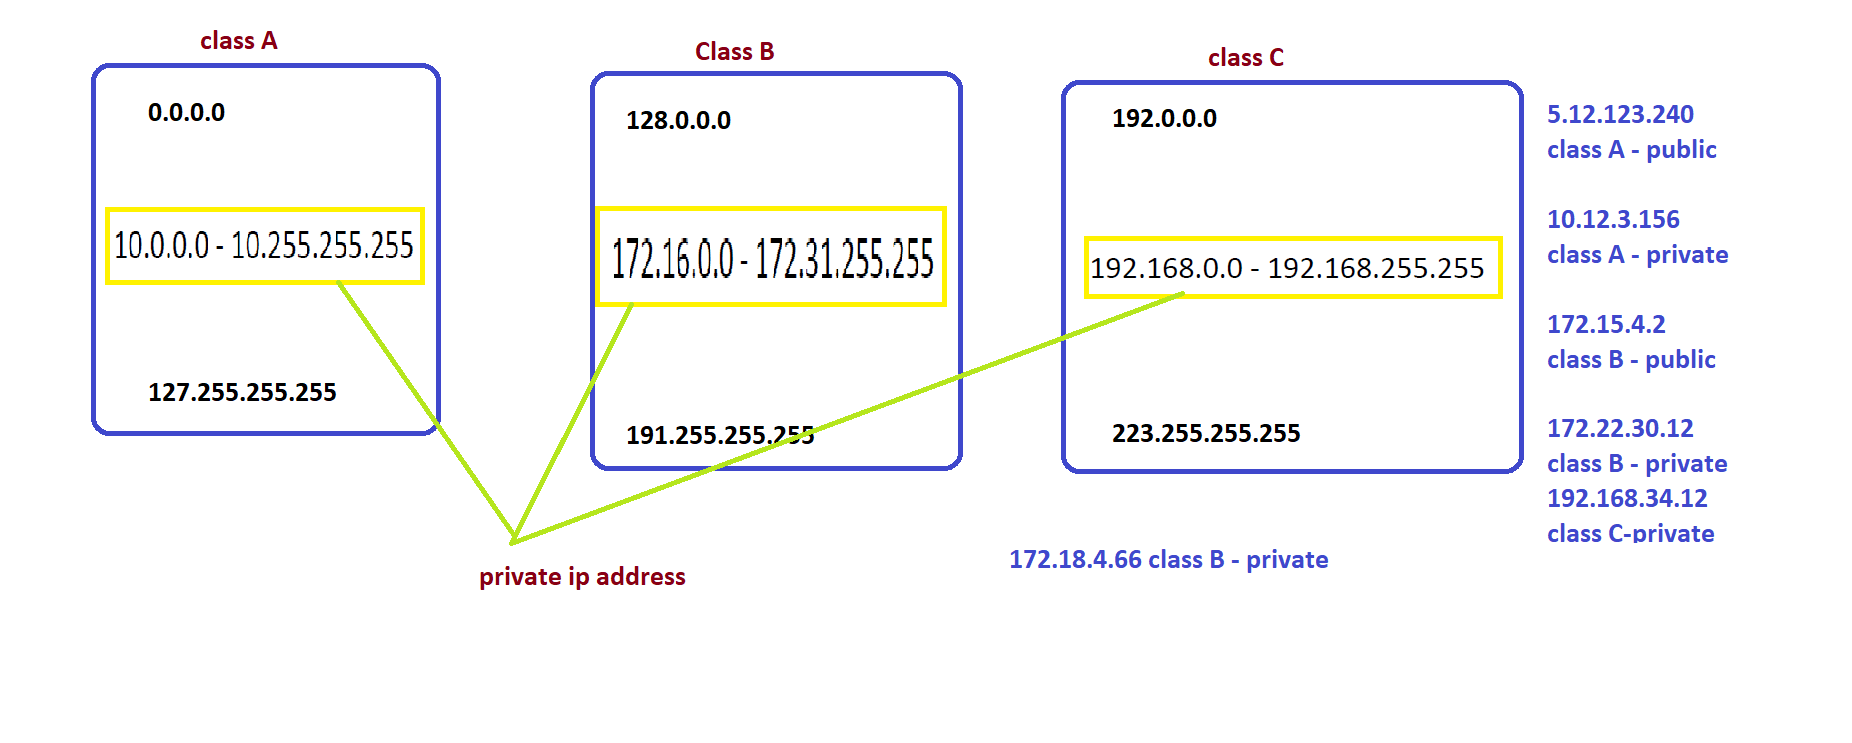 class A
0.0.0.0
10.0.0.0 - 10.255.255.255
127.255.255.255
Class B
128.0.0.0
172.16.0.0 - 172.31.255.255
191.255.255.255
class C
192.0.0.0
192.168.0.0 - 192.168.255.255
223.255.255.255
private ip address
5.12.123.240
class A - public
10.12.3.156
class A - private
172.15.4.2
class B - public
172.22.30.12
class B - private
192.168.34.12
class C-private
172.18.4.66 class B - private